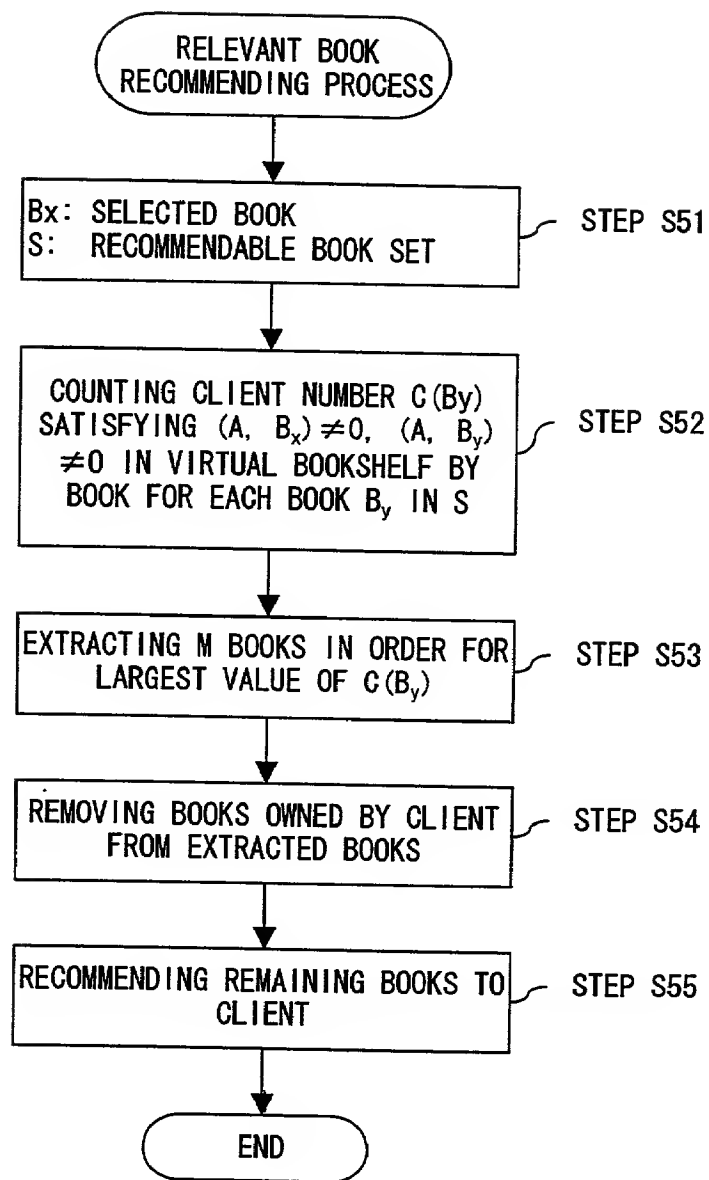 RELEVANT BOOK
RECOMMENDING PROCESS
Bx: SELECTED BOOK
S: RECOMMENDABLE BOOK SET
STEP S51
COUNTING CLIENT NUMBER C(By)
SATISFYING (A, Bx) ≠0, (A, By)
≠0 IN VIRTUAL BOOKSHELF BY
BOOK FOR EACH BOOK By IN S
STEP S52
EXTRACTING M BOOKS IN ORDER FOR
LARGEST VALUE OF C(By)
STEP S53
REMOVING BOOKS OWNED BY CLIENT
FROM EXTRACTED BOOKS
STEP S54
RECOMMENDING REMAINING BOOKS TO
CLIENT
STEP S55
END